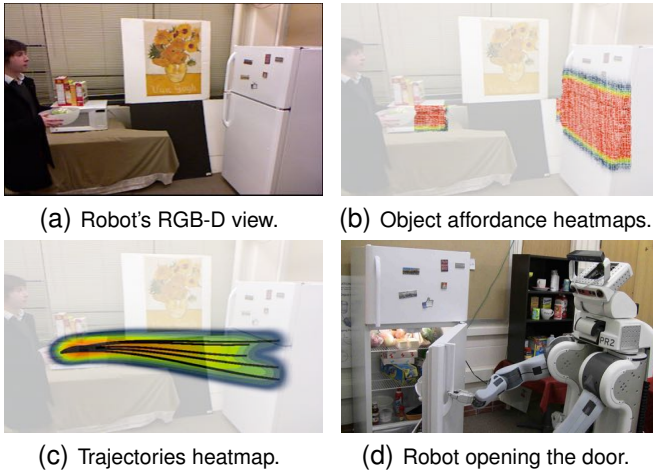 (a) Robot's RGB-D view.
(b) Object affordance heatmaps.
(c) Trajectories heatmap.
PR2
(d) Robot opening the door.